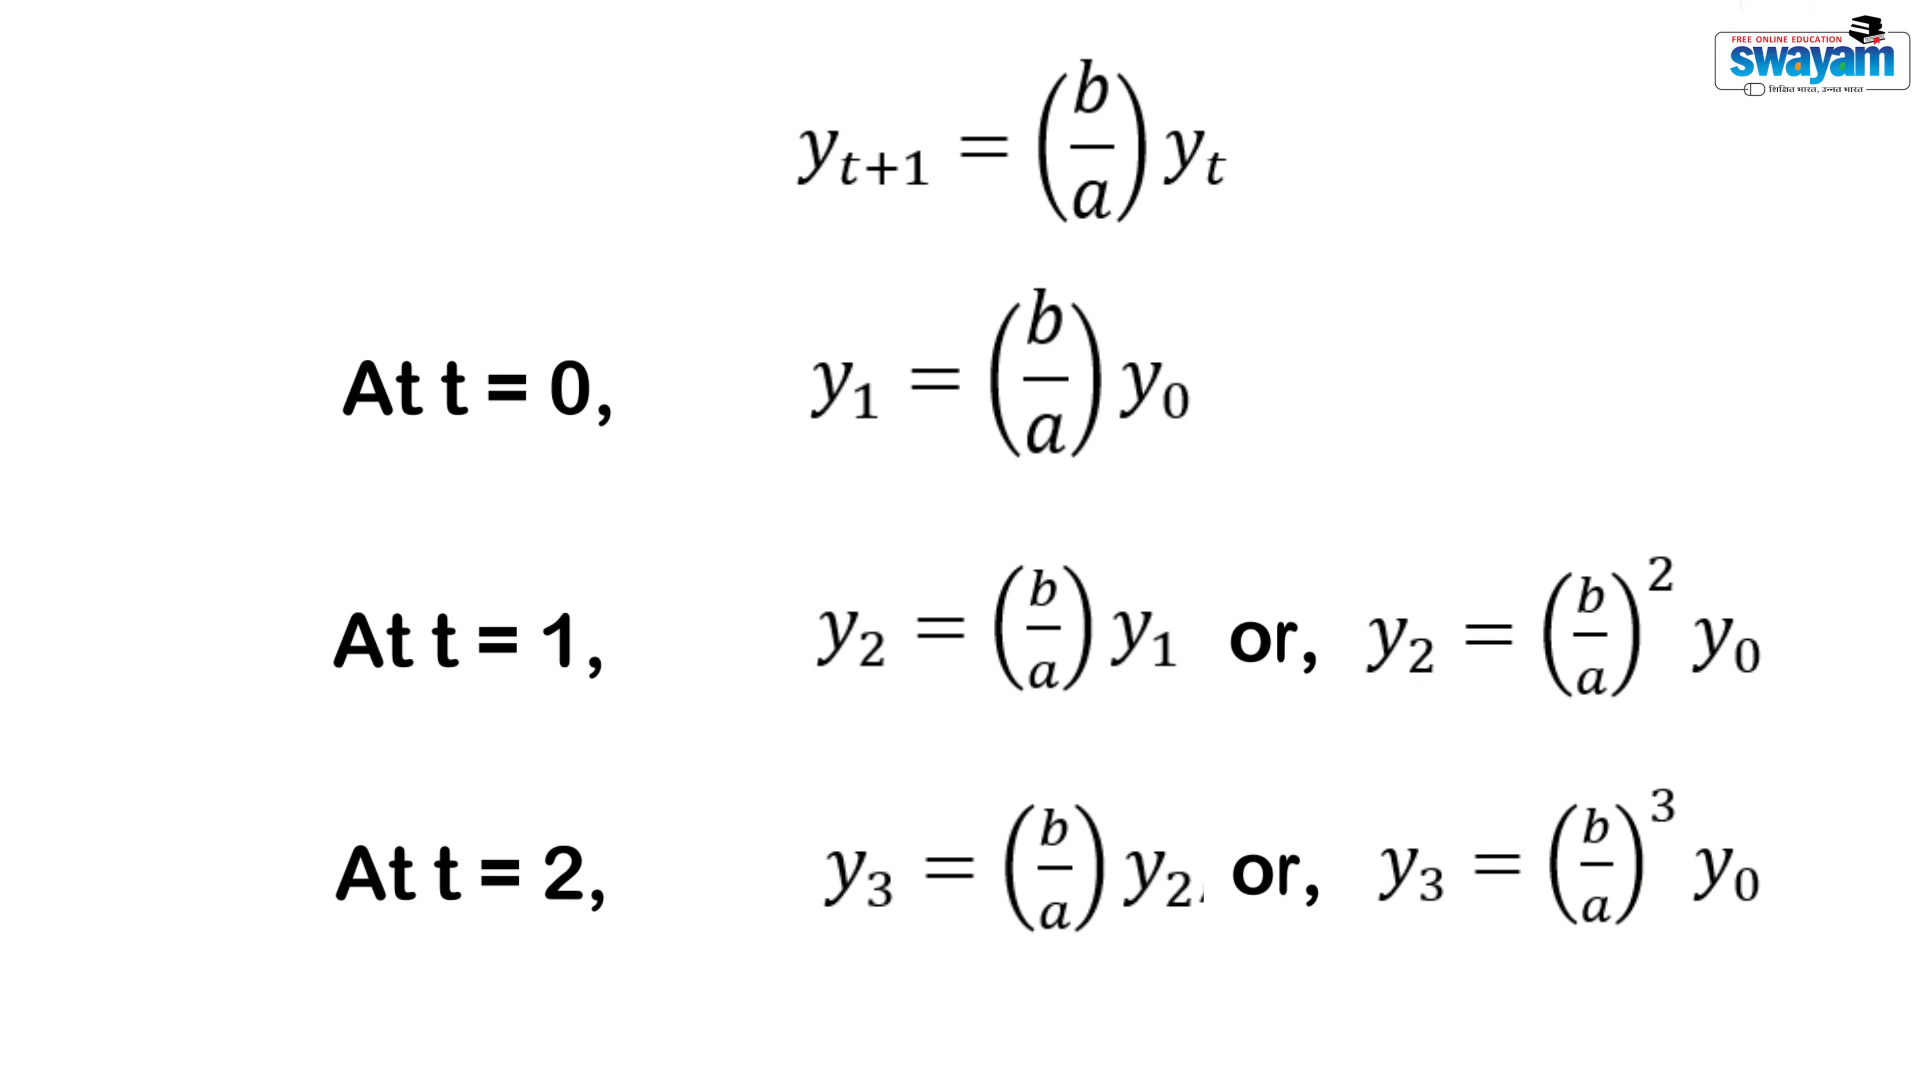 FREE ONLINE EDUCATION
swayam
शिक्षित भारत, उन्नत भारत
y_{t+1} = (b/a) y_t
At t = 0, y_1 = (b/a) y_0
At t = 1, y_2 = (b/a) y_1 or, y_2 = (b/a)^2 y_0
At t = 2, y_3 = (b/a) y_2, or, y_3 = (b/a)^3 y_0